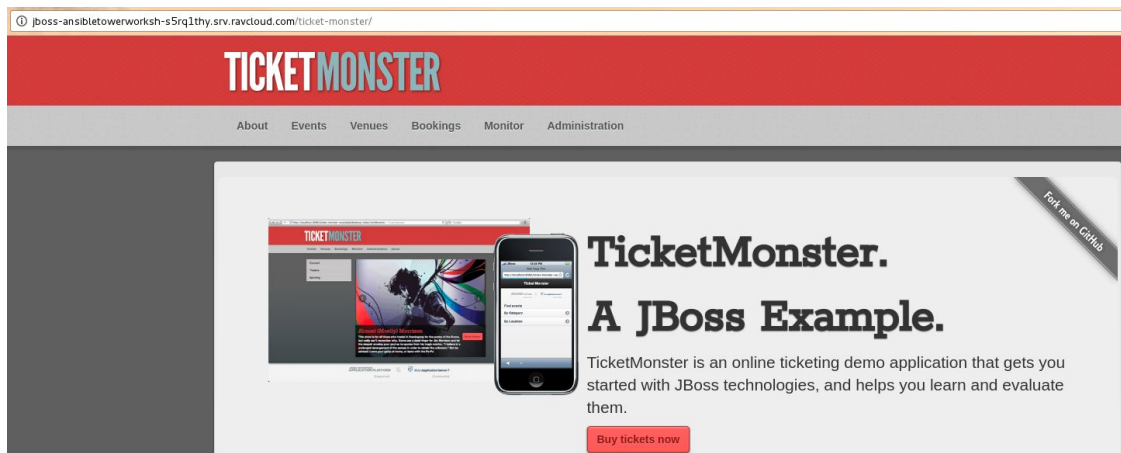 jboss-ansibletowerworksh-s5rq1thy.srv.ravcloud.com/ticket-monster/
TICKETMONSTER
About Events Venues Bookings Monitor Administration
Fork me on GitHub
TICKETMONSTER
TicketMonster.
A JBoss Example.
TicketMonster is an online ticketing demo application that gets you
started with JBoss technologies, and helps you learn and evaluate
them.
Buy tickets now